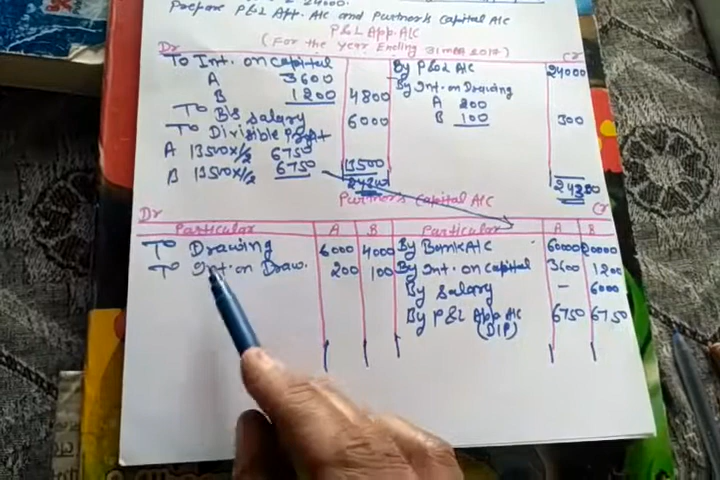 Prepare P&L App. A/C and Partner's Capital A/C
P&L App. A/C
(For the year Ending 31 mar 2017)
Dr Cr
To Int. on capital By P&L A/C 24000
A 3600 By Int. on Drawing
B 1200 4800 A 200
To B's salary 6000 B 100 300
To Divisible Profit
A 13500x1/2 6750
B 13500x1/2 6750 13500
24300 24300
Partner's Capital A/C
Dr Cr
Particular A B Particular A B
To Drawing 6000 4000 By Bank A/C 60000 20000
To Int. on Draw. 200 100 By Int. on capital 3600 1200
By Salary - 6000
By P&L App A/C 6750 6750
(D/P)